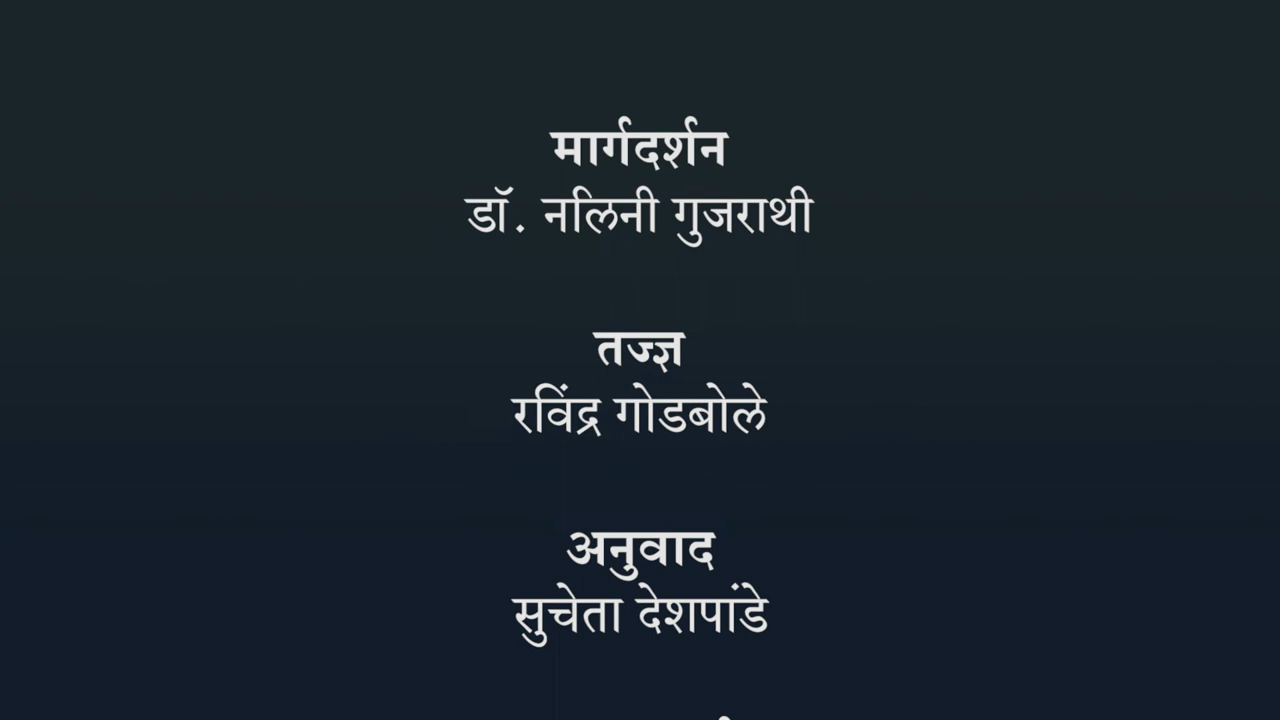 मार्गदर्शन
डॉ. नलिनी गुजराथी
तज्ज्ञ
रविंद्र गोडबोले
अनुवाद
सुचेता देशपांडे